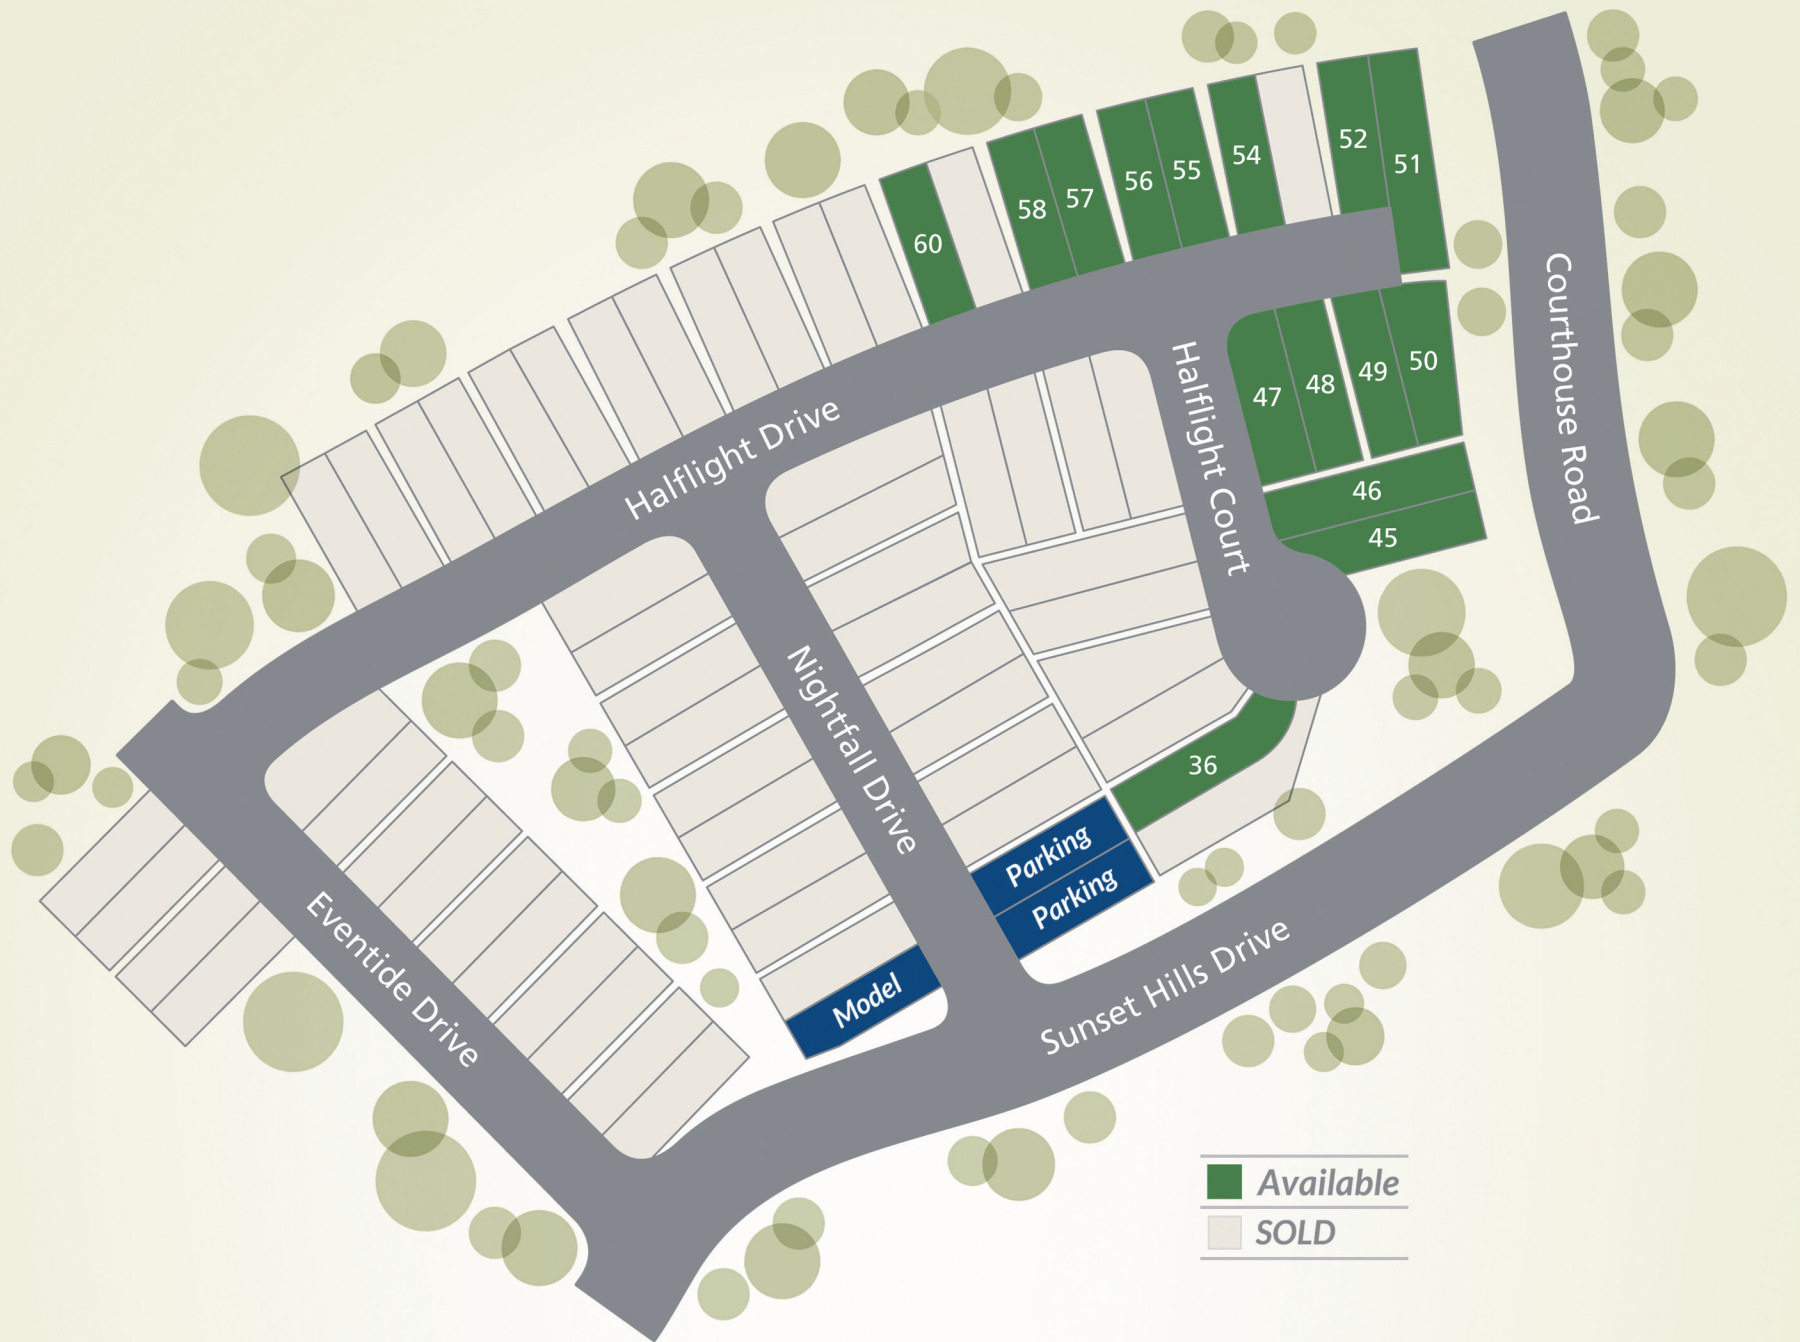 52
51
54
55
56
57
58
60
Halflight Drive
Halflight Court
Courthouse Road
47
48
49
50
46
45
36
Nightfall Drive
Parking
Parking
Model
Eventide Drive
Sunset Hills Drive
Available
SOLD